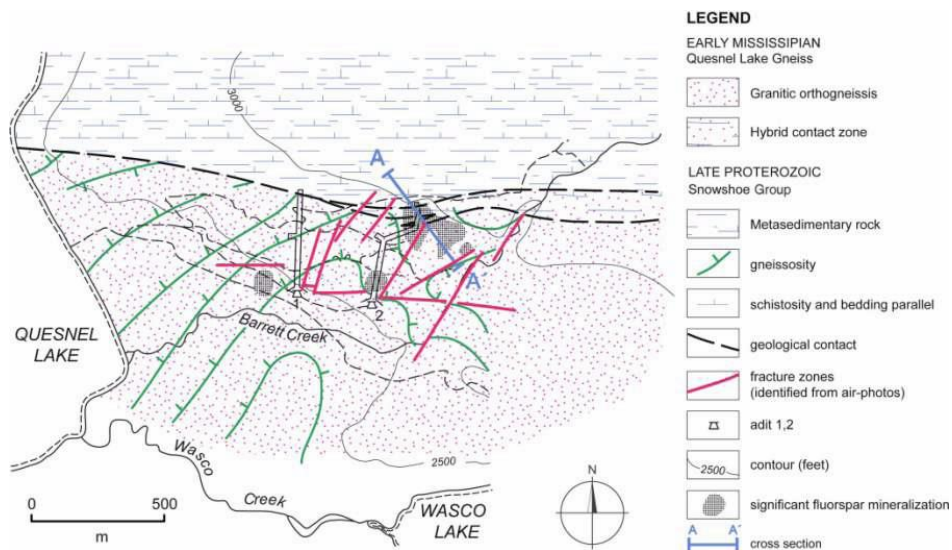 LEGEND
EARLY MISSISSIPIAN
Quesnel Lake Gneiss
Granitic orthogneissis
Hybrid contact zone
LATE PROTEROZOIC
Snowshoe Group
Metasedimentary rock
gneissosity
schistosity and bedding parallel
geological contact
fracture zones
(identified from air-photos)
adit 1,2
2500
contour (feet)
significant fluorspar mineralization
A A´
cross section
3000
A
A´
1
2
QUESNEL
LAKE
Barrett Creek
2500
Wasco
Creek
WASCO
LAKE
N
0 500
m